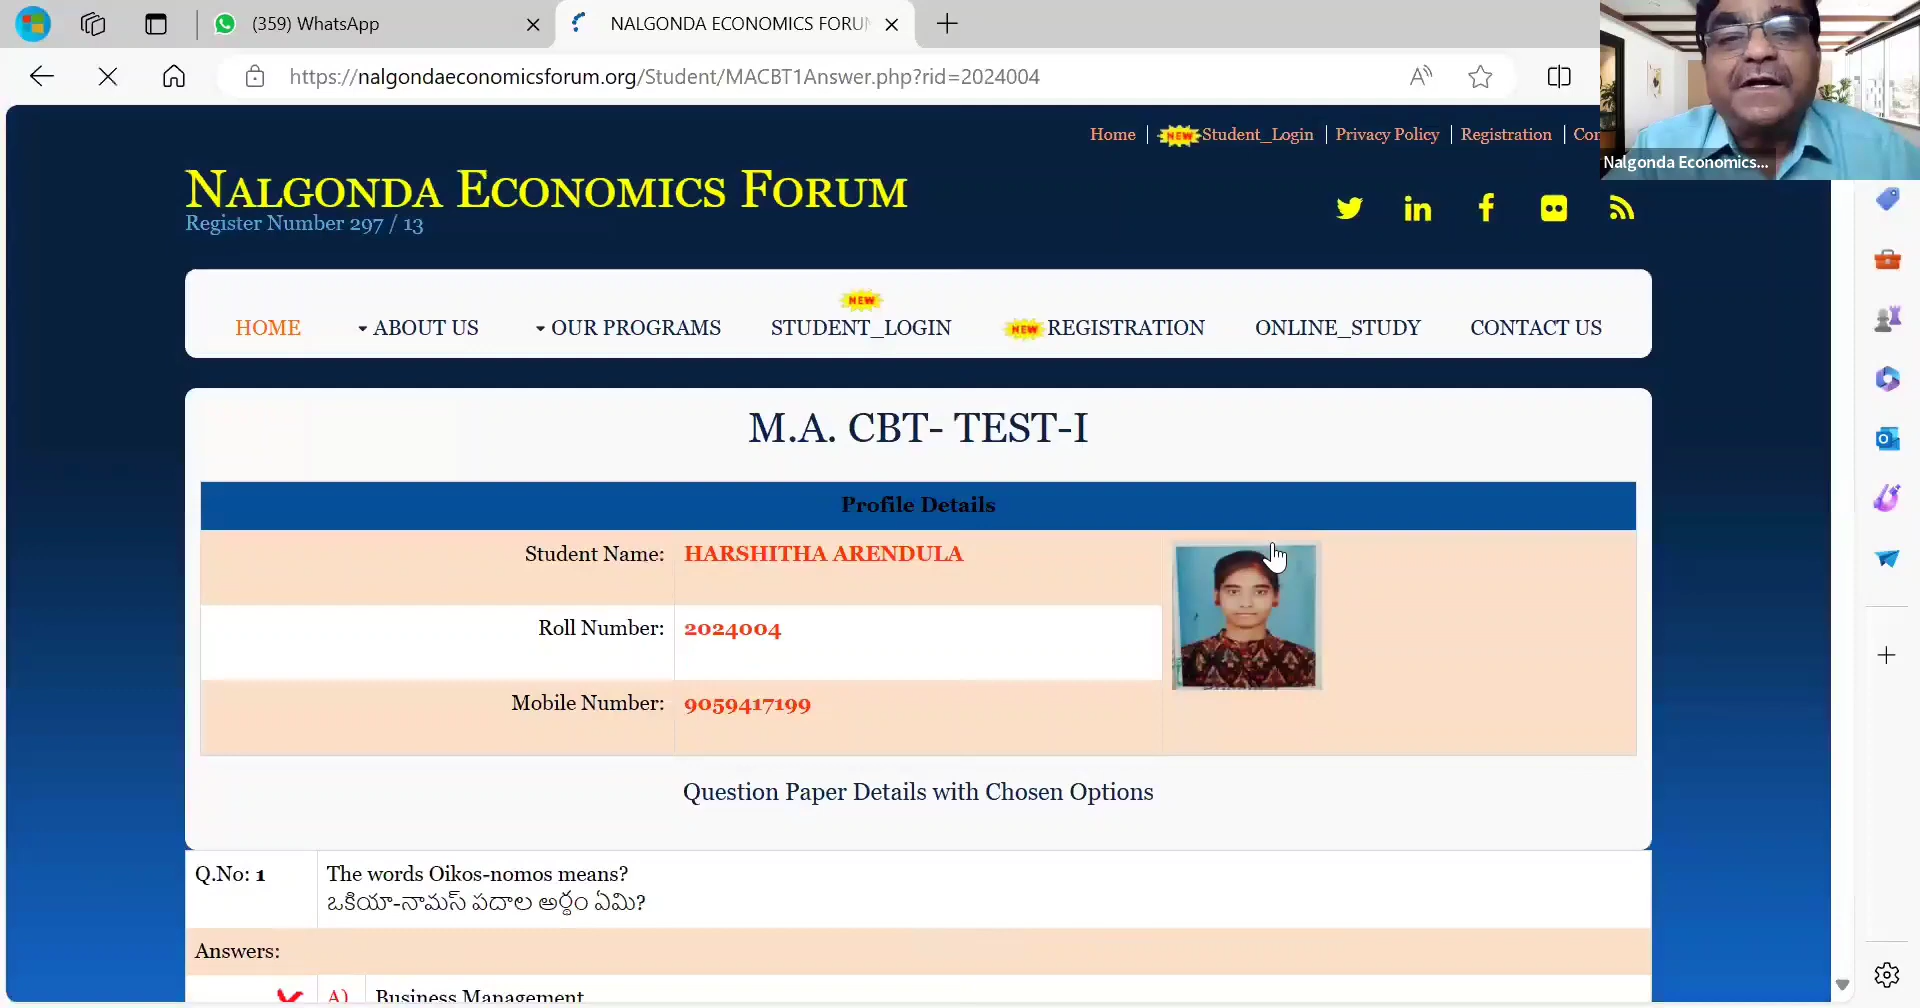 (359) WhatsApp
NALGONDA ECONOMICS FORU
https://nalgondaeconomicsforum.org/Student/MACBT1Answer.php?rid=2024004
Home | NEW Student_Login | Privacy Policy | Registration | Con
Nalgonda Economics...
NALGONDA ECONOMICS FORUM
Register Number 297 / 13
NEW
HOME ABOUT US OUR PROGRAMS STUDENT_LOGIN NEW REGISTRATION ONLINE_STUDY CONTACT US
M.A. CBT- TEST-I
Profile Details
Student Name: HARSHITHA ARENDULA
Roll Number: 2024004
Mobile Number: 9059417199
Question Paper Details with Chosen Options
Q.No: 1 The words Oikos-nomos means?
ఒకియా-నామస్ పదాల అర్థం ఏమి?
Answers:
A) Business Management